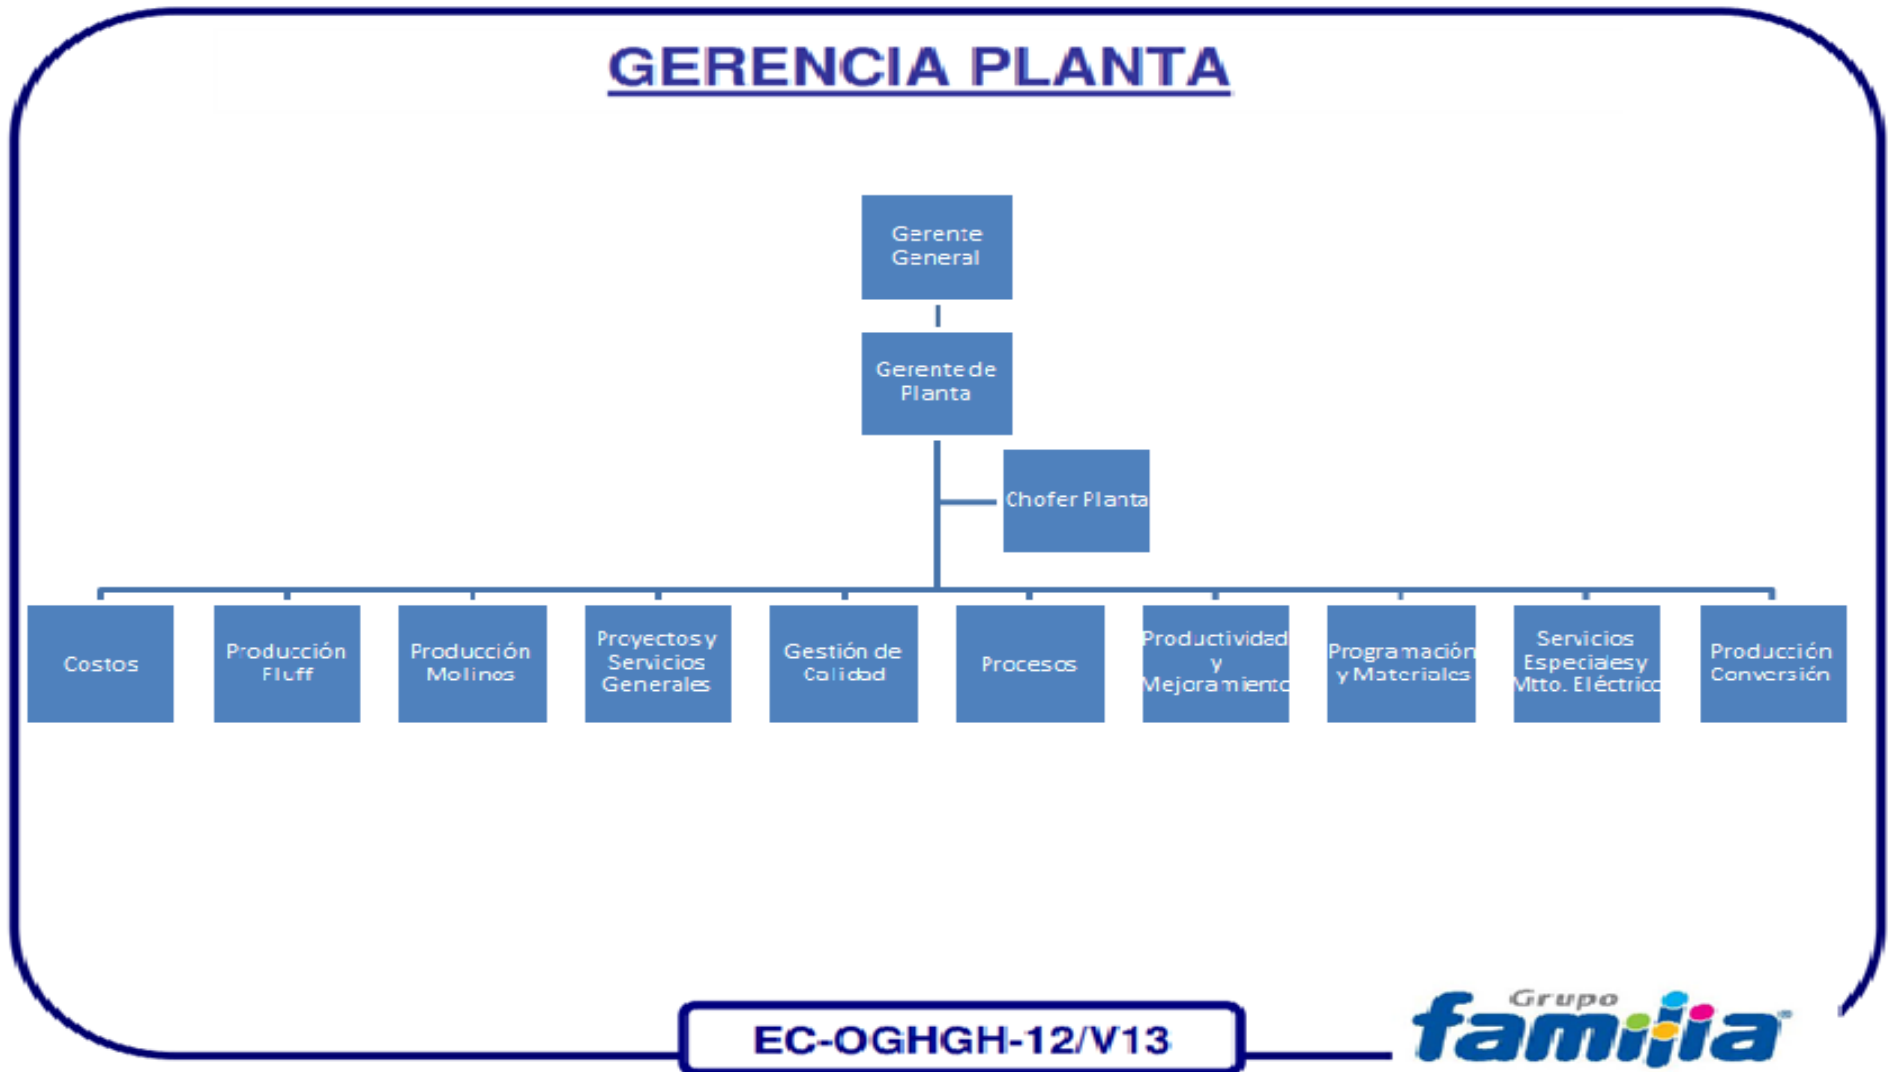 GERENCIA PLANTA
Gerente
General
Gerente de
Planta
Chofer Planta
Costos
Producción
Fluff
Producción
Molinos
Proyectos y
Servicios
Generales
Gestión de
Calidad
Procesos
Productividad
y
Mejoramiento
Programación
y Materiales
Servicios
Especiales y
Mtto. Eléctrico
Producción
Conversión
EC-OGHGH-12/V13
Grupo
familia